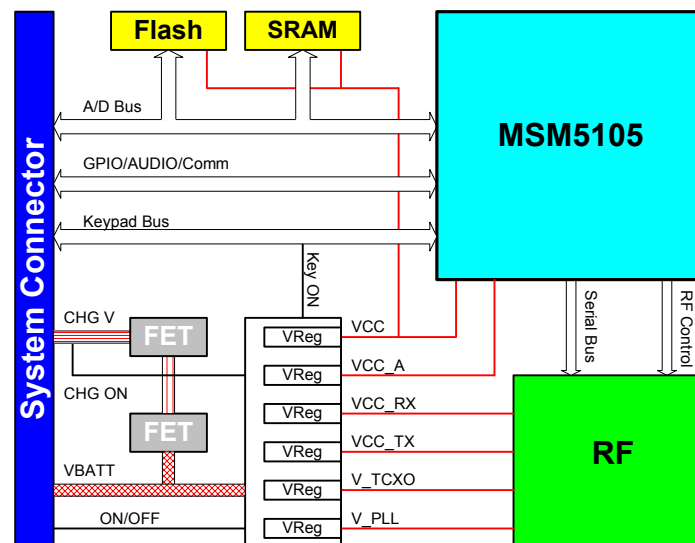 Flash
SRAM
MSM5105
System Connector
A/D Bus
GPIO/AUDIO/Comm
Keypad Bus
Key ON
Serial Bus
RF Control
CHG V
FET
CHG ON
FET
VBATT
ON/OFF
VReg
VCC
VReg
VCC_A
VReg
VCC_RX
VReg
VCC_TX
VReg
V_TCXO
VReg
V_PLL
RF